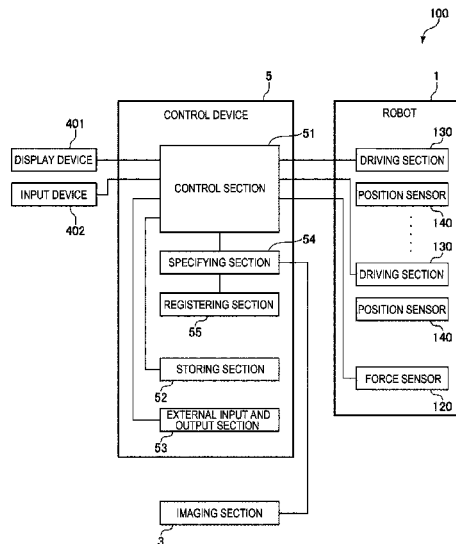 100
5
1
CONTROL DEVICE
ROBOT
401
51
130
DISPLAY DEVICE
CONTROL SECTION
DRIVING SECTION
INPUT DEVICE
402
POSITION SENSOR
54
140
130
SPECIFYING SECTION
DRIVING SECTION
REGISTERING SECTION
55
POSITION SENSOR
140
STORING SECTION
52
FORCE SENSOR
120
EXTERNAL INPUT AND
OUTPUT SECTION
53
IMAGING SECTION
3